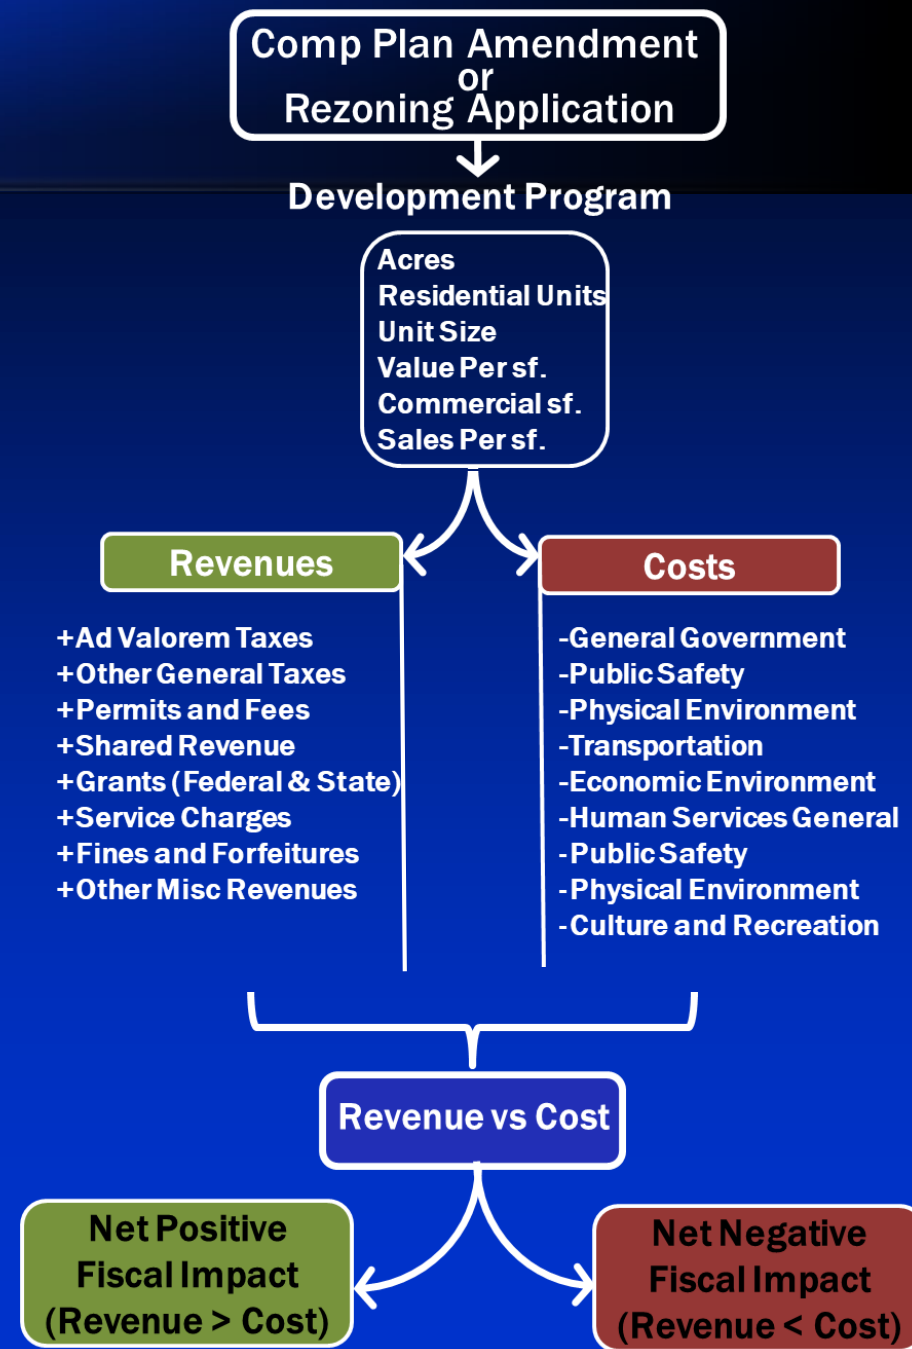 Comp Plan Amendment
or
Rezoning Application
Development Program
Acres
Residential Units
Unit Size
Value Per sf.
Commercial sf.
Sales Per sf.
Revenues
+Ad Valorem Taxes
+Other General Taxes
+Permits and Fees
+Shared Revenue
+Grants (Federal & State)
+Service Charges
+Fines and Forfeitures
+Other Misc Revenues
Costs
-General Government
-Public Safety
-Physical Environment
-Transportation
-Economic Environment
-Human Services General
-Public Safety
-Physical Environment
-Culture and Recreation
Revenue vs Cost
Net Positive
Fiscal Impact
(Revenue > Cost)
Net Negative
Fiscal Impact
(Revenue < Cost)